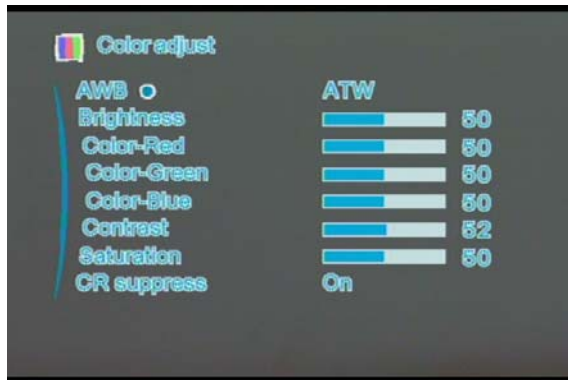 Color adjust
AWB ATW
Brightness 50
Color-Red 50
Color-Green 50
Color-Blue 50
Contrast 52
Saturation 50
CR suppress On